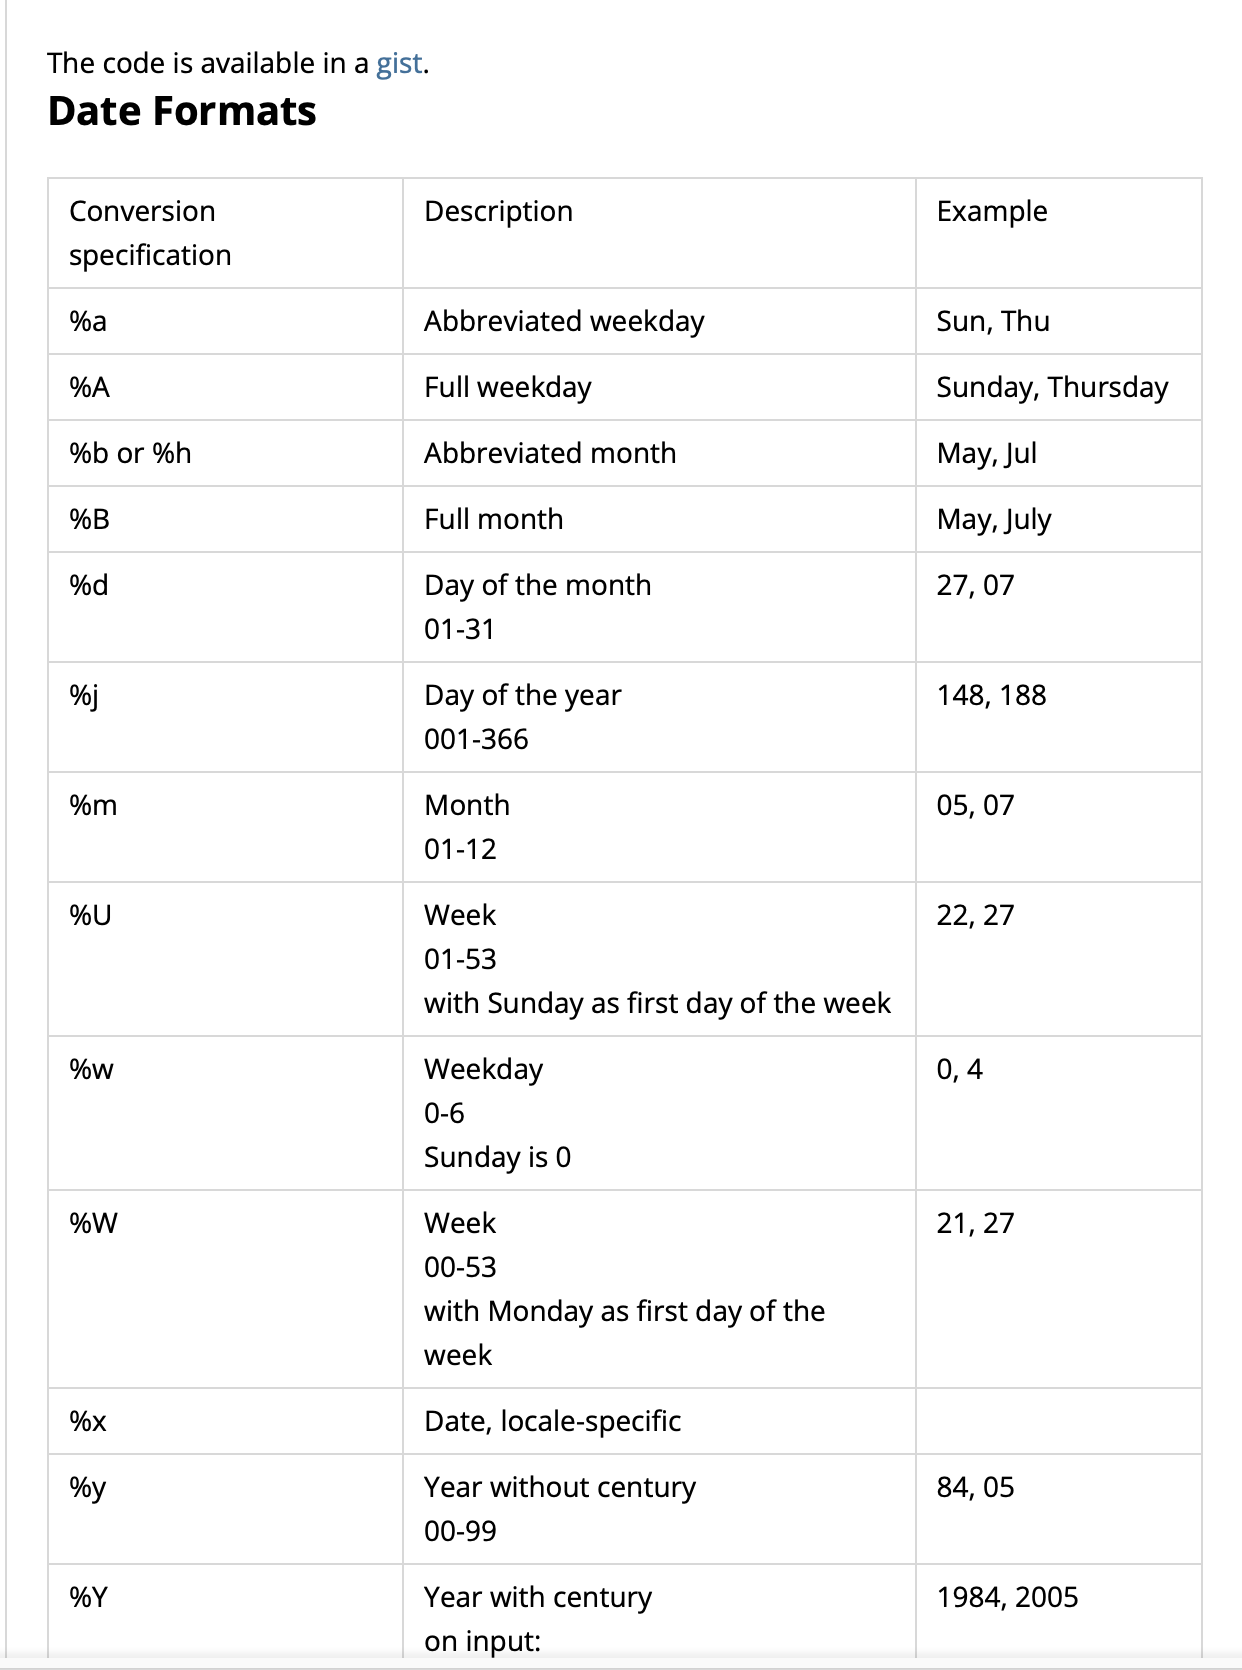 The code is available in a gist.
Date Formats
Conversion specification Description Example
%a Abbreviated weekday Sun, Thu
%A Full weekday Sunday, Thursday
%b or %h Abbreviated month May, Jul
%B Full month May, July
%d Day of the month 27, 07
01-31
%j Day of the year 148, 188
001-366
%m Month 05, 07
01-12
%U Week 22, 27
01-53
with Sunday as first day of the week
%w Weekday 0, 4
0-6
Sunday is 0
%W Week 21, 27
00-53
with Monday as first day of the
week
%x Date, locale-specific
%y Year without century 84, 05
00-99
%Y Year with century 1984, 2005
on input: